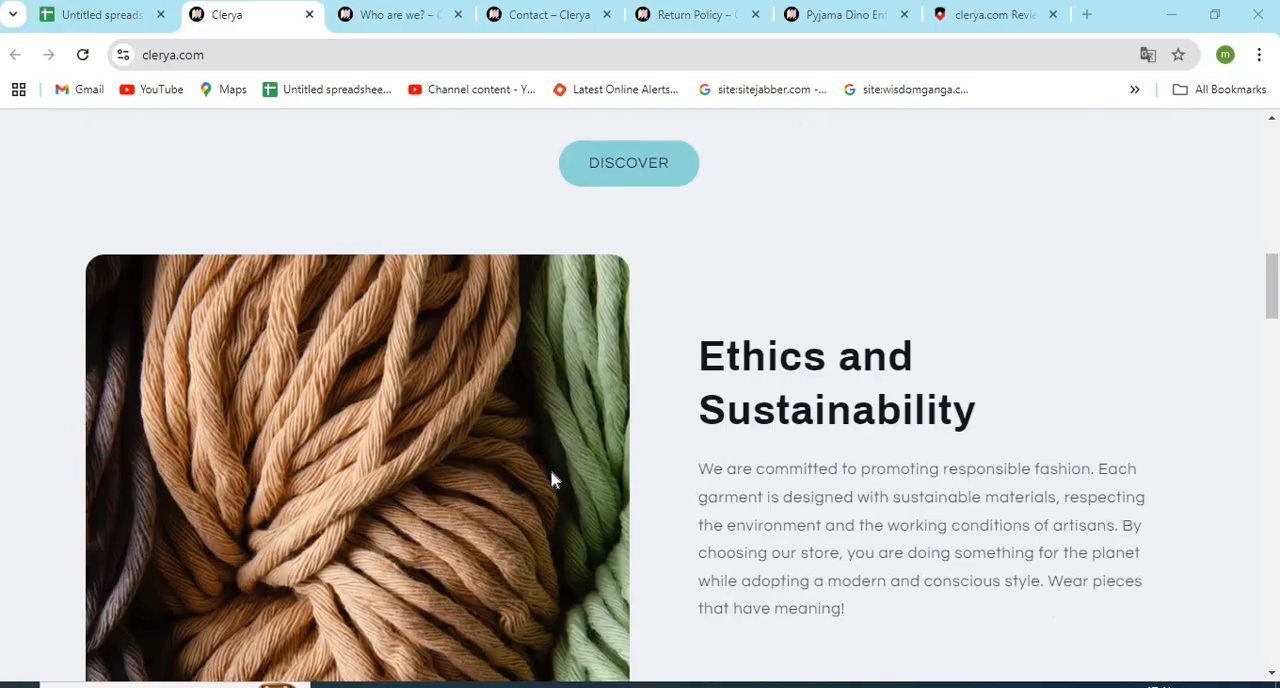 Untitled spreads
Clerya
Who are we? – C
Contact – Clerya
Return Policy – C
Pyjama Dino Ent
clerya.com Revie
clerya.com
m
Gmail
YouTube
Maps
Untitled spreadshee...
Channel content - Y...
Latest Online Alerts...
site:sitejabber.com -...
site:wisdomganga.c...
All Bookmarks
DISCOVER
Ethics and
Sustainability
We are committed to promoting responsible fashion. Each
garment is designed with sustainable materials, respecting
the environment and the working conditions of artisans. By
choosing our store, you are doing something for the planet
while adopting a modern and conscious style. Wear pieces
that have meaning!